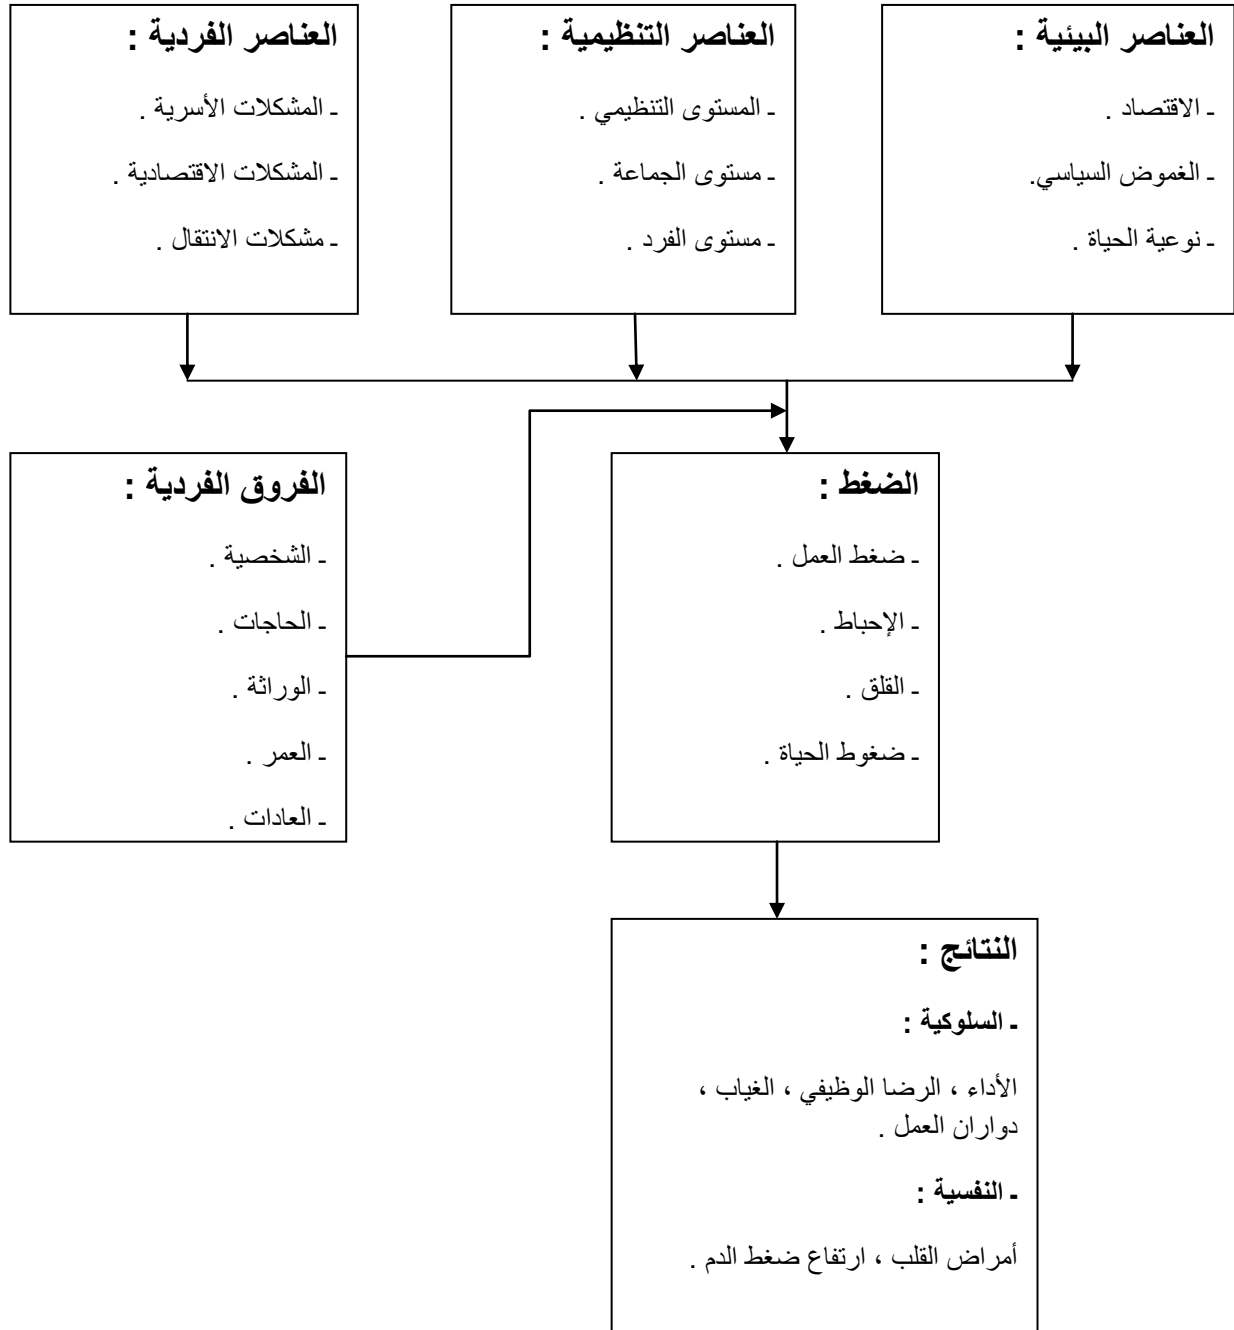 العناصر البيئية :
ـ الاقتصاد .
ـ الغموض السياسي.
ـ نوعية الحياة .
العناصر التنظيمية :
ـ المستوى التنظيمي .
ـ مستوى الجماعة .
ـ مستوى الفرد .
العناصر الفردية :
ـ المشكلات الأسرية .
ـ المشكلات الاقتصادية .
ـ مشكلات الانتقال .
الضغط :
ـ ضغط العمل .
ـ الإحباط .
ـ القلق .
ـ ضغوط الحياة .
الفروق الفردية :
ـ الشخصية .
ـ الحاجات .
ـ الوراثة .
ـ العمر .
ـ العادات .
النتائج :
ـ السلوكية :
الأداء ، الرضا الوظيفي ، الغياب ،
دواران العمل .
ـ النفسية :
أمراض القلب ، ارتفاع ضغط الدم .